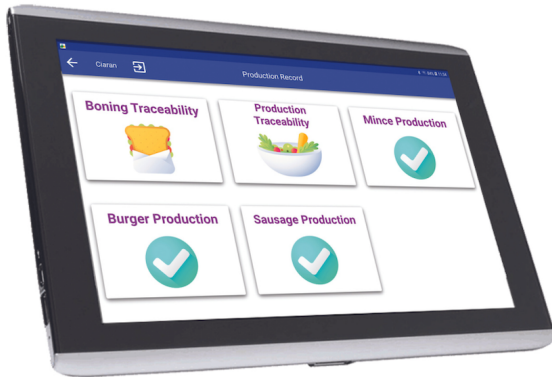 Ciaran
Production Record
Boning Traceability
Production
Traceability
Mince Production
Burger Production
Sausage Production